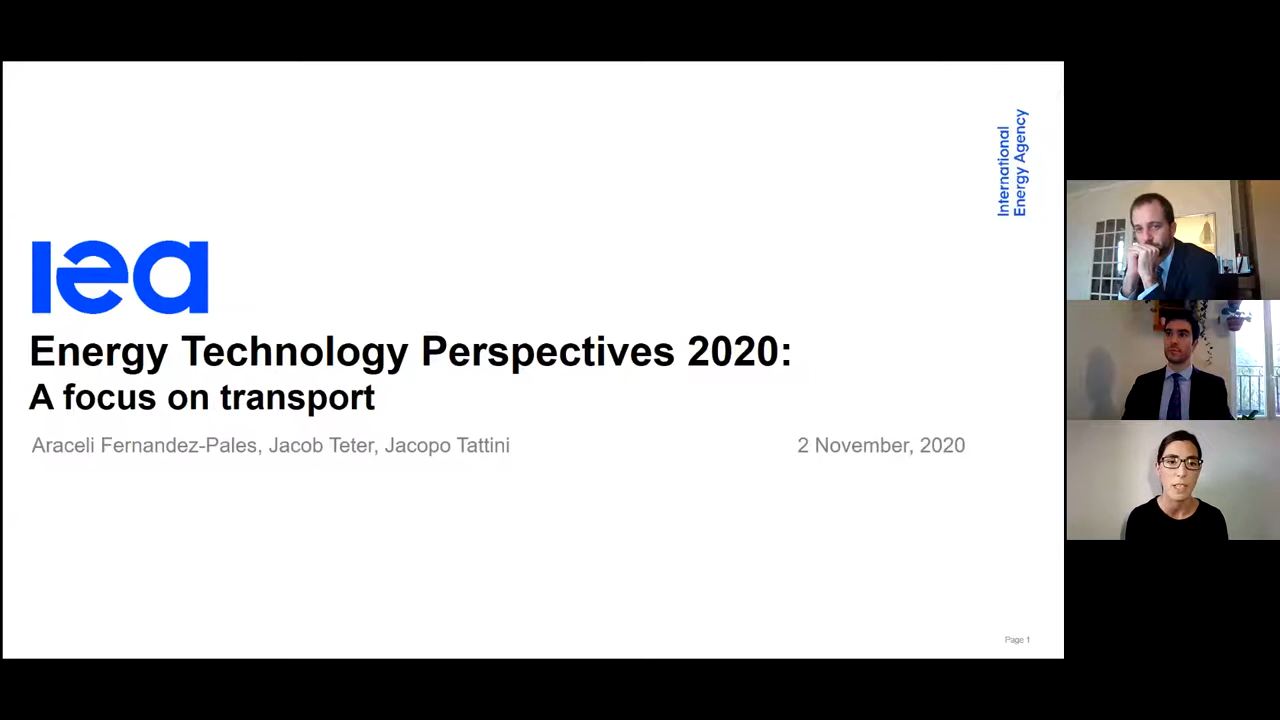 International
Energy Agency
iea
Energy Technology Perspectives 2020:
A focus on transport
Araceli Fernandez-Pales, Jacob Teter, Jacopo Tattini
2 November, 2020
Page 1